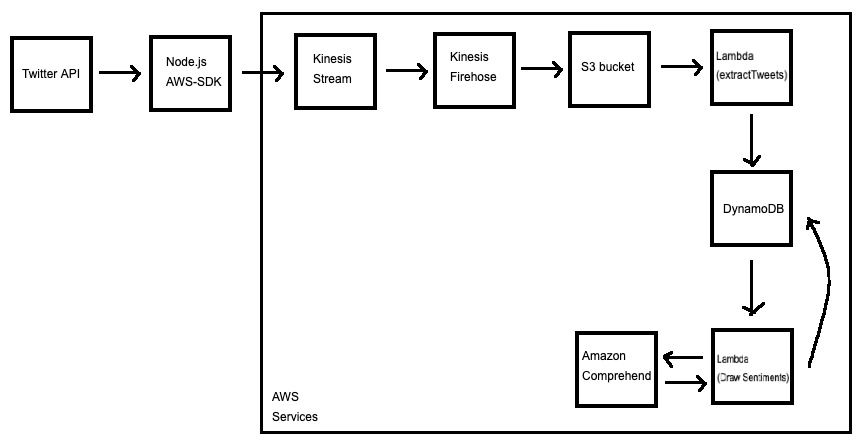 Twitter API
Node.js
AWS-SDK
Kinesis
Stream
Kinesis
Firehose
S3 bucket
Lambda
(extractTweets)
DynamoDB
Amazon
Comprehend
Lambda
(Draw Sentiments)
AWS
Services